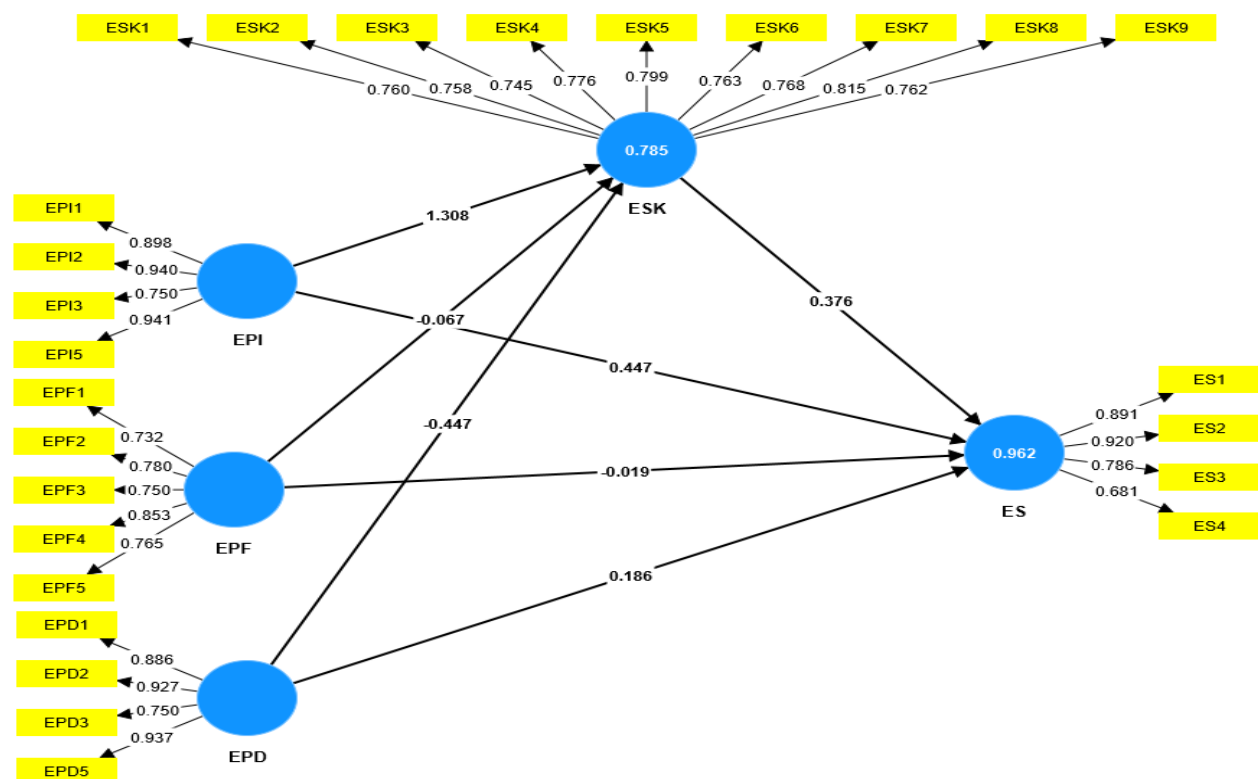 ESK1 ESK2 ESK3 ESK4 ESK5 ESK6 ESK7 ESK8 ESK9
0.760 0.758 0.745 0.776 0.799 0.763 0.768 0.815 0.762
0.785
ESK
EPI1
EPI2
EPI3
EPI5
0.898
0.940
0.750
0.941
EPI
1.308
-0.067
0.447
-0.447
0.376
EPF1
EPF2
EPF3
EPF4
EPF5
0.732
0.780
0.750
0.853
0.765
EPF
-0.019
0.186
0.962
ES
0.891
0.920
0.786
0.681
ES1
ES2
ES3
ES4
EPD1
EPD2
EPD3
EPD5
0.886
0.927
0.750
0.937
EPD